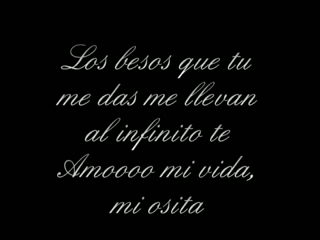 Los besos que tu
me das me llevan
al infinito te
Amoooo mi vida,
mi osita